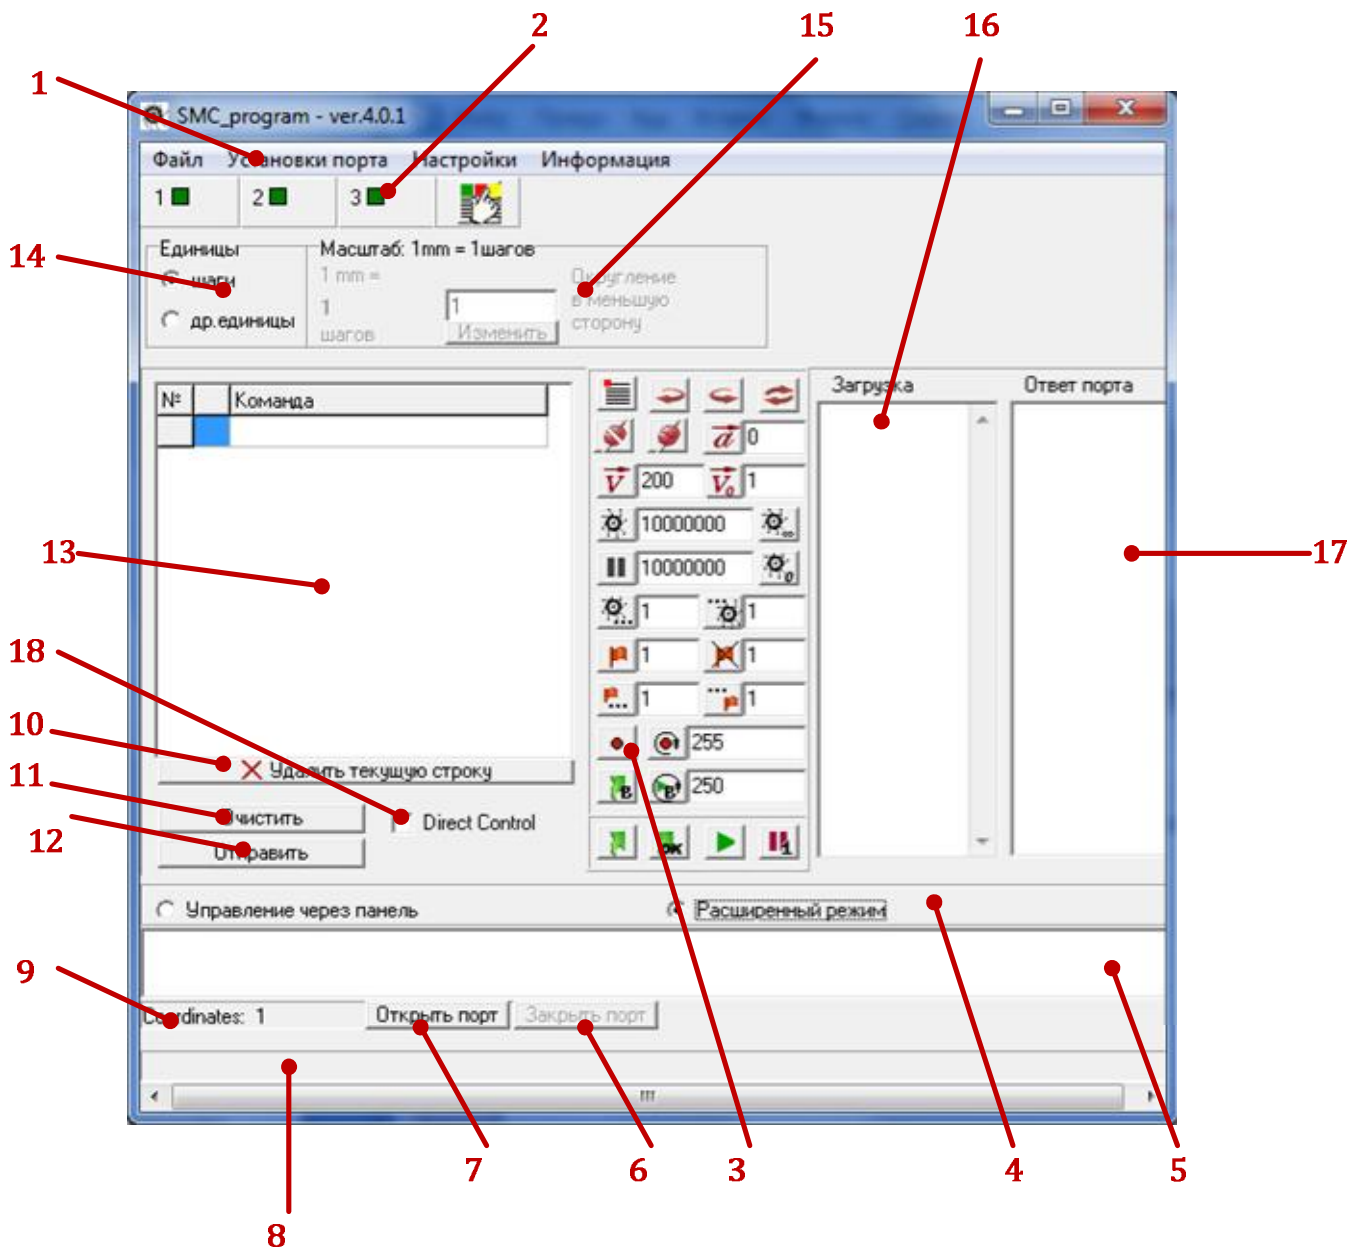 2 15 16
1
SMC_program - ver.4.0.1
Файл Установки порта Настройки Информация
1 2 3
14
Единицы
шаги
др.единицы
Масштаб: 1mm = 1шагов
1 mm =
1
шагов
1
Изменить
Округление
в меньшую
сторону
№ Команда
Загрузка Ответ порта
a 0
V 200 V₀ 1
10000000 ∞
10000000 0
1 1
1 1
1 1
255
B B 250
OK 1
13
17
18
10
11
12
Удалить текущую строку
Очистить
Direct Control
Отправить
Управление через панель Расширенный режим
9
Coordinates: 1 Открыть порт Закрыть порт
7 6 3 4 5
8